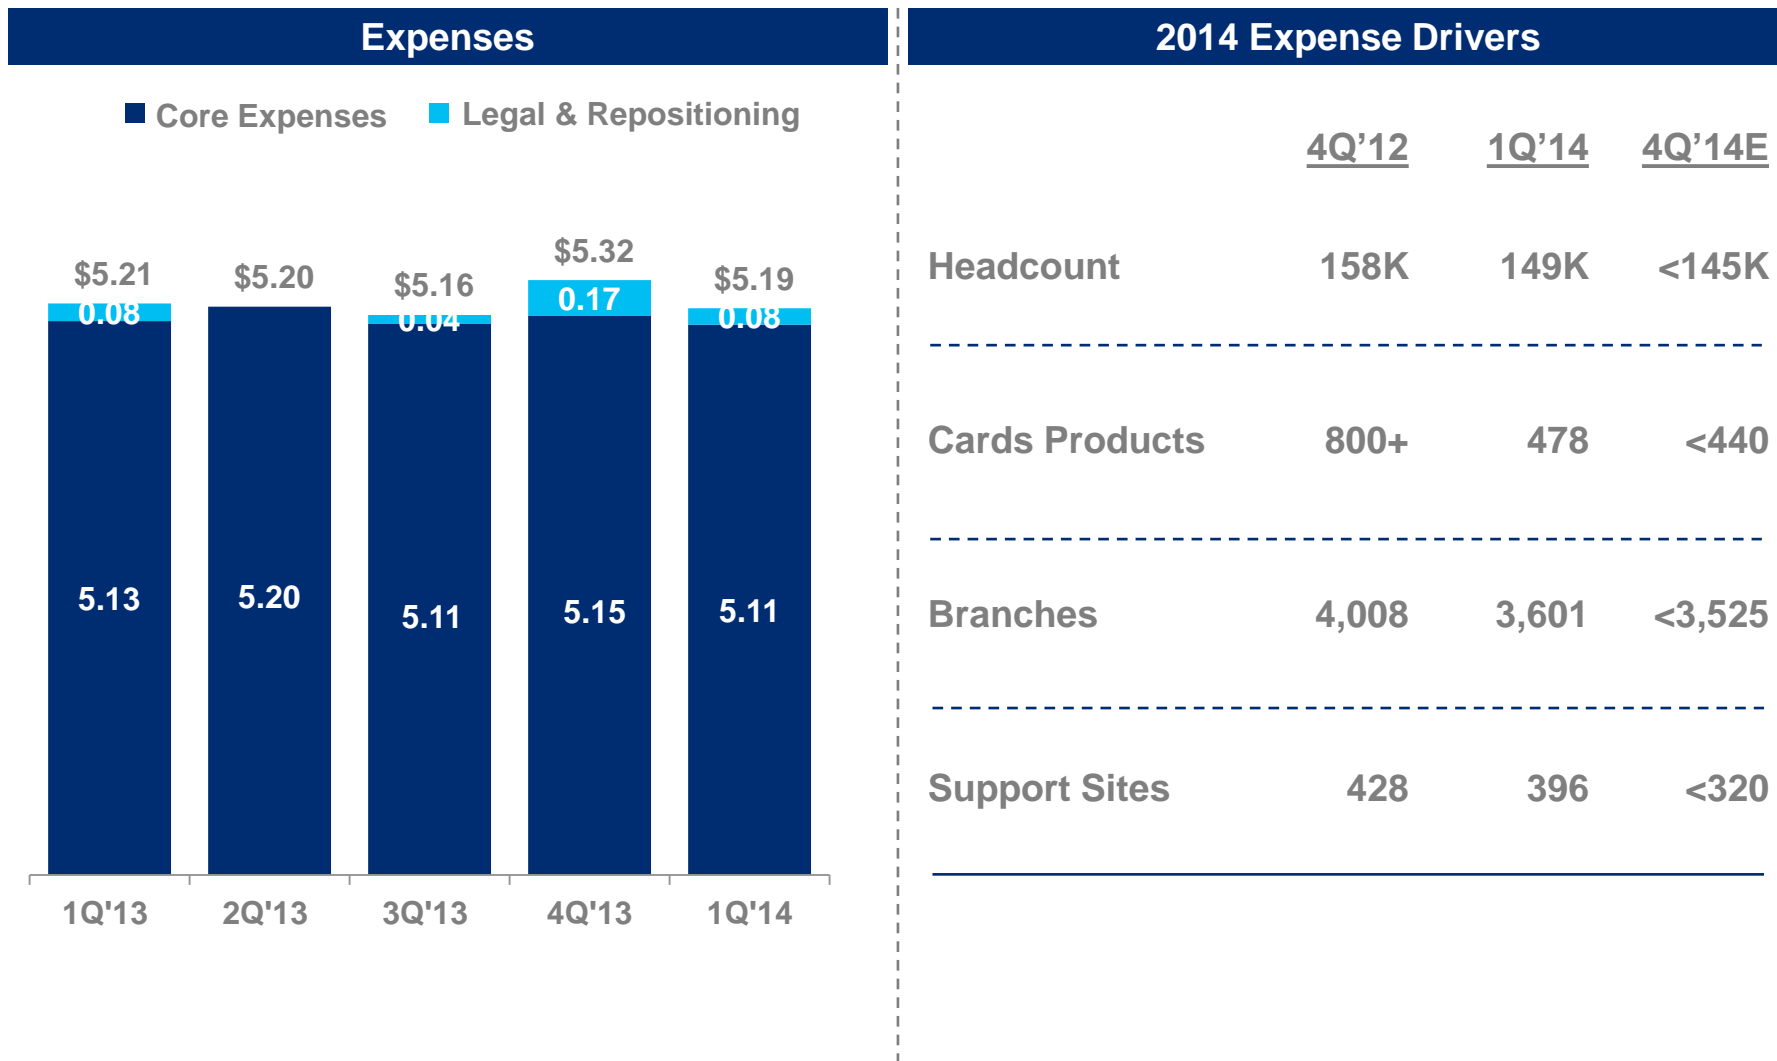 Expenses
Core Expenses Legal & Repositioning
$5.21 $5.20 $5.16 $5.32 $5.19
0.08 0.04 0.17 0.08
5.13 5.20 5.11 5.15 5.11
1Q'13 2Q'13 3Q'13 4Q'13 1Q'14
2014 Expense Drivers
4Q’12 1Q’14 4Q’14E
Headcount 158K 149K <145K
Cards Products 800+ 478 <440
Branches 4,008 3,601 <3,525
Support Sites 428 396 <320